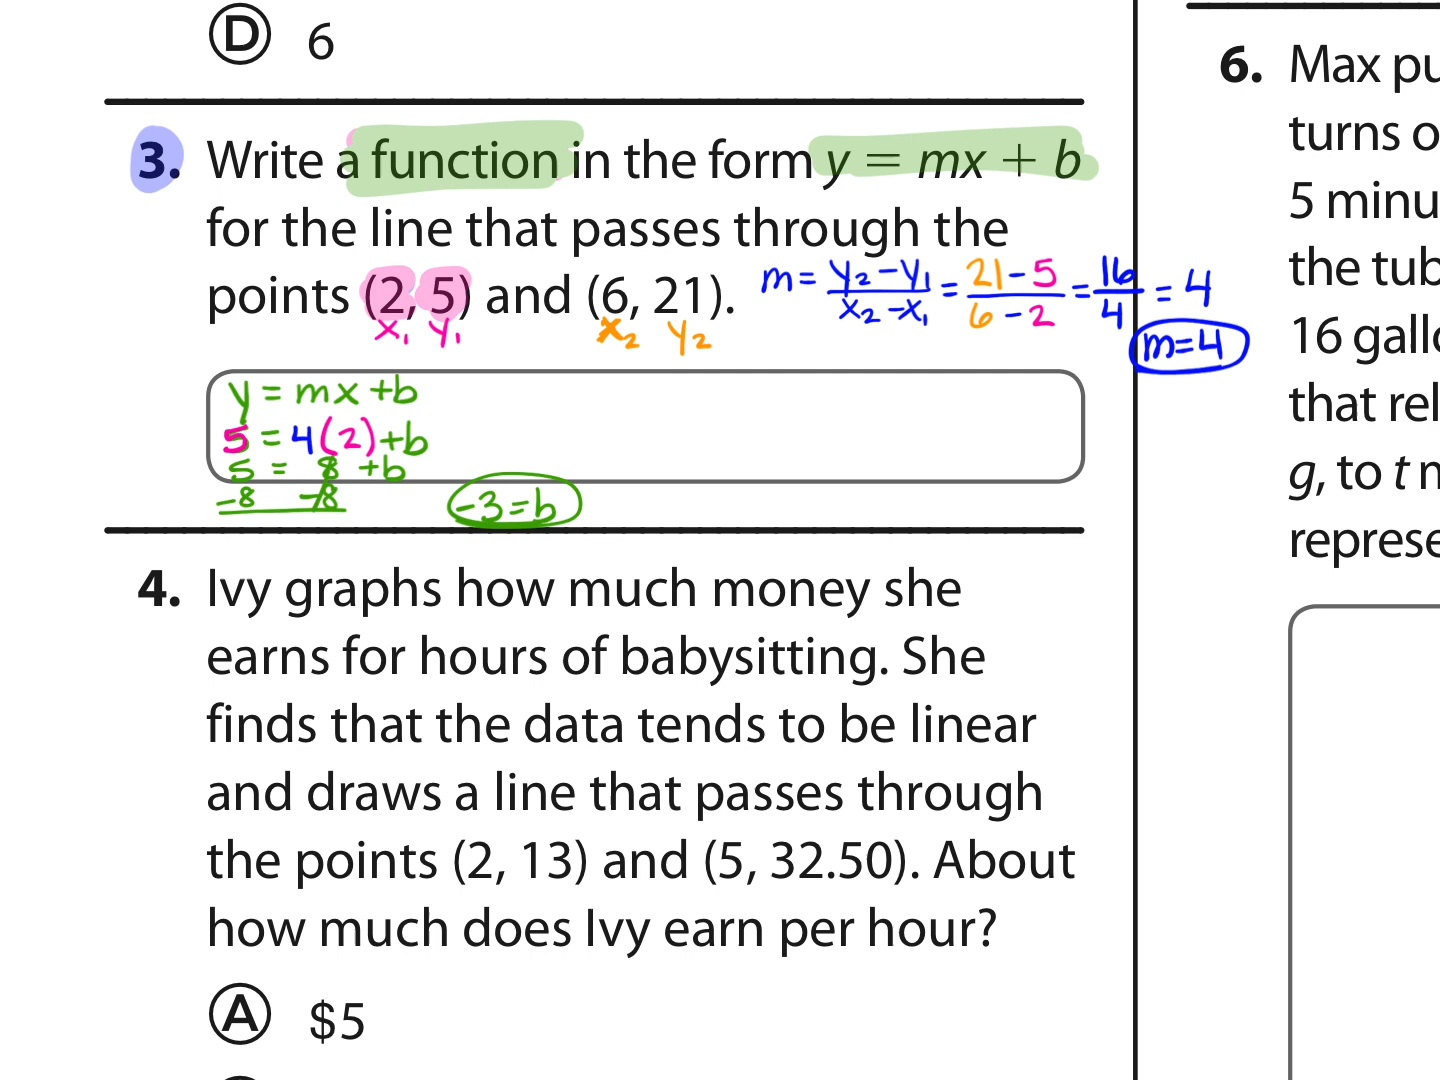 D 6
3. Write a function in the form y = mx + b
for the line that passes through the
points (2, 5) and (6, 21).
x₁ y₁ x₂ y₂
m = y₂ - y₁ / x₂ - x₁ = 21 - 5 / 6 - 2 = 16 / 4 = 4
m=4
y = mx + b
5 = 4(2) + b
5 = 8 + b
-8 -8
-3 = b
4. Ivy graphs how much money she
earns for hours of babysitting. She
finds that the data tends to be linear
and draws a line that passes through
the points (2, 13) and (5, 32.50). About
how much does Ivy earn per hour?
A $5
6. Max pu
turns o
5 minu
the tub
16 gallo
that rel
g, to t m
represe